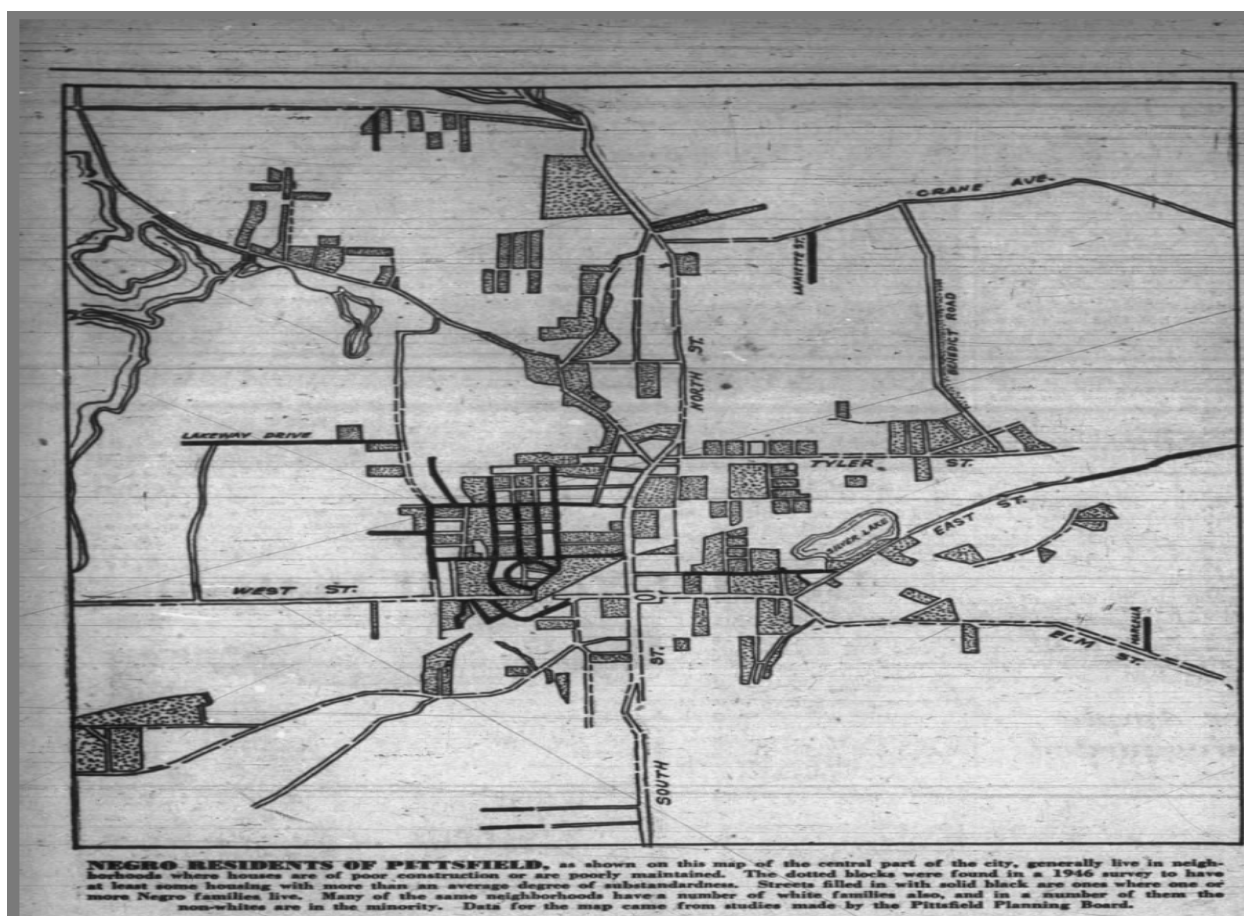 CRANE AVE.
LAFAYETTE ST.
BENEDICT ROAD
NORTH ST.
LAKEWAY DRIVE
TYLER ST.
EAST ST.
SILVER LAKE
WEST ST.
ELM ST.
SOUTH ST.
NEGRO RESIDENTS OF PITTSFIELD, as shown on this map of the central part of the city, generally live in neigh-
borhoods where houses are of poor construction or are poorly maintained. The dotted blocks were found in a 1946 survey to have
at least some housing with more than an average degree of substandardness. Streets filled in with solid black are ones where one or
more Negro families live. Many of the same neighborhoods have a number of white families also, and in a number of them the
non-whites are in the minority. Data for the map came from studies made by the Pittsfield Planning Board.